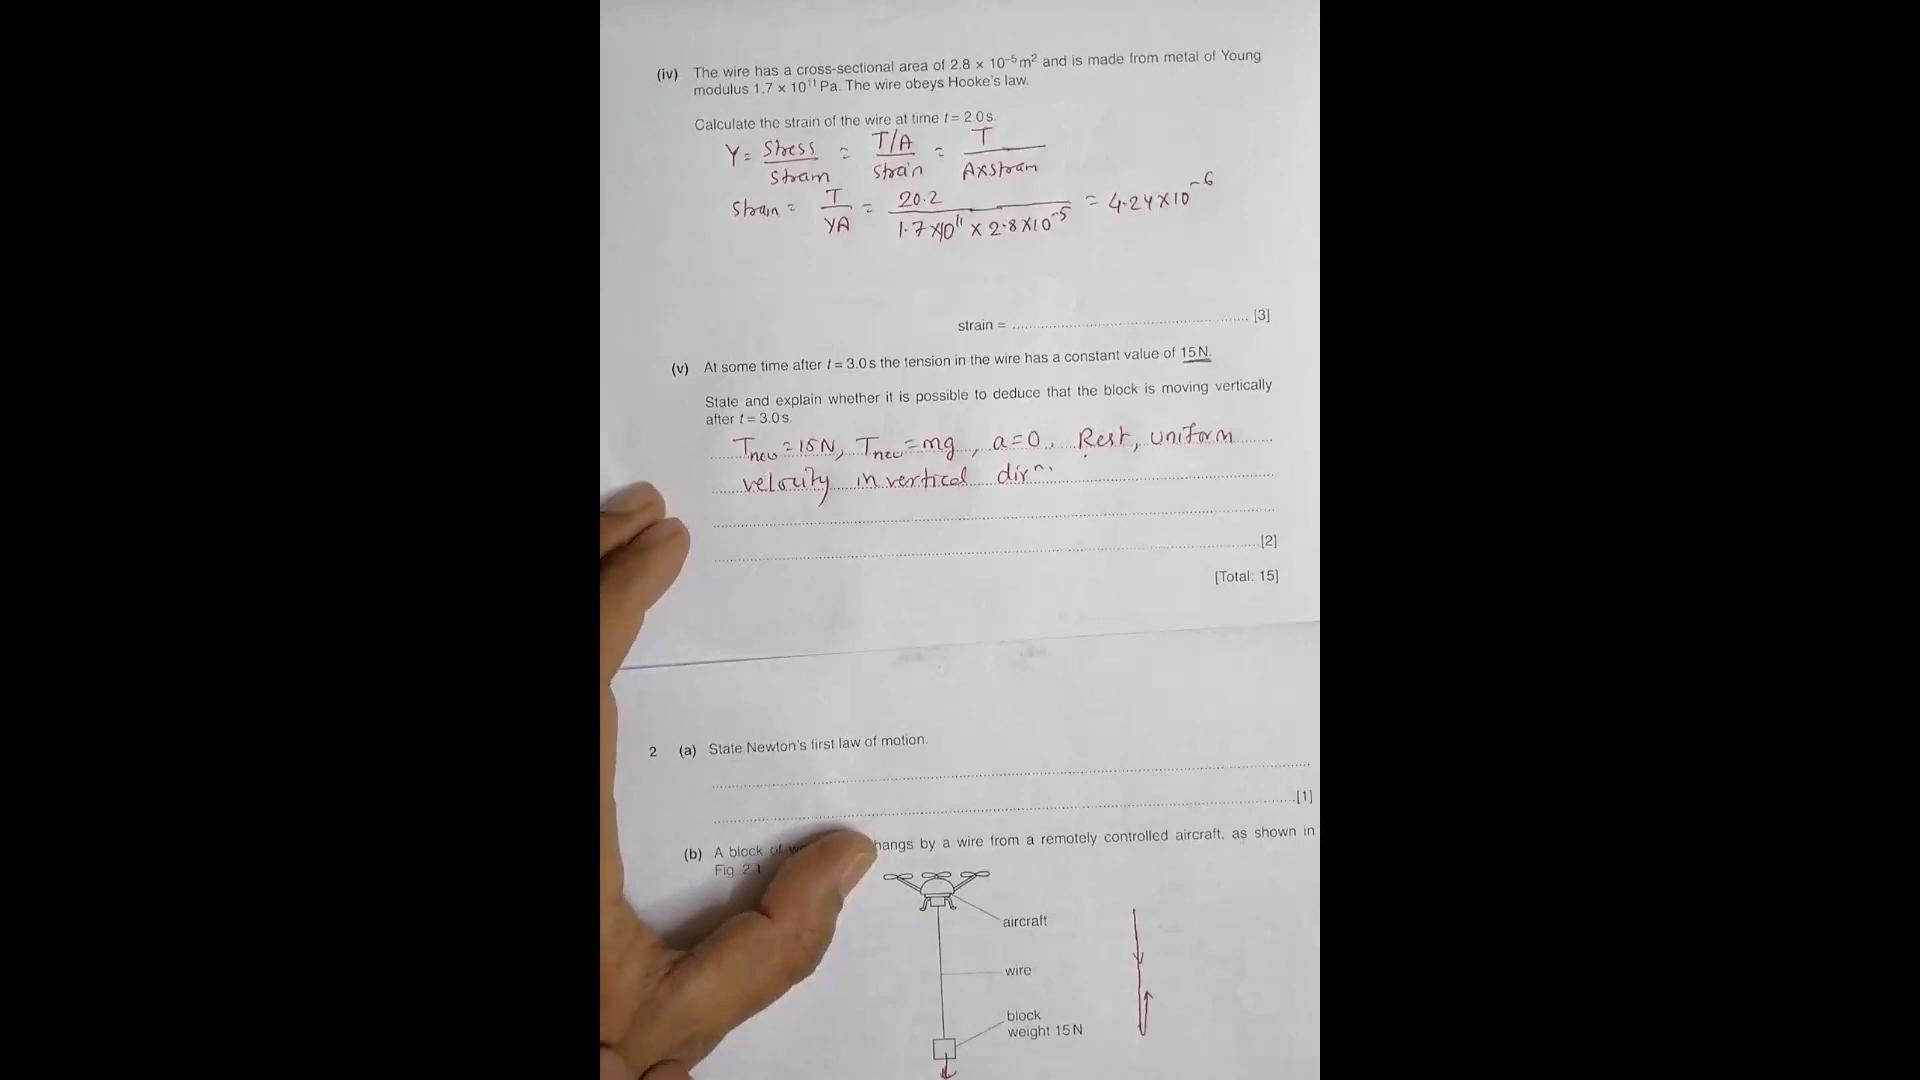 (iv) The wire has a cross-sectional area of 2.8 × 10⁻⁵ m² and is made from metal of Young
modulus 1.7 × 10¹¹ Pa. The wire obeys Hooke's law.
Calculate the strain of the wire at time t = 2.0 s.
Y = Stress / Strain = T/A / Strain = T / A×Strain
Strain = T / YA = 20.2 / 1.7×10¹¹ × 2.8×10⁻⁵ = 4.24×10⁻⁶
strain = ........................................ [3]
(v) At some time after t = 3.0 s the tension in the wire has a constant value of 15 N.
State and explain whether it is possible to deduce that the block is moving vertically
after t = 3.0 s.
Tnew = 15N, Tnew = mg, a=0. Rest, uniform
velocity in vertical dirⁿ.
[2]
[Total: 15]
2 (a) State Newton's first law of motion.
[1]
(b) A block of hangs by a wire from a remotely controlled aircraft, as shown in
Fig 2.1
aircraft
wire
block
weight 15 N